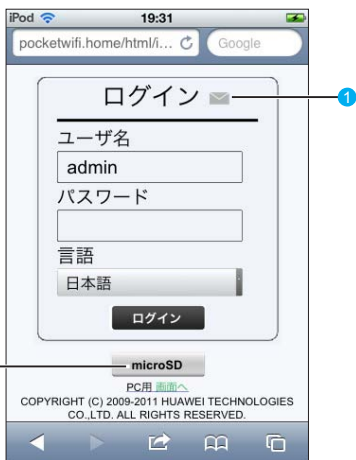 iPod 19:31
pocketwifi.home/html/i... Google
ログイン
1
ユーザ名
admin
パスワード
言語
日本語
ログイン
microSD
PC用 画面へ
COPYRIGHT (C) 2009-2011 HUAWEI TECHNOLOGIES
CO.,LTD. ALL RIGHTS RESERVED.